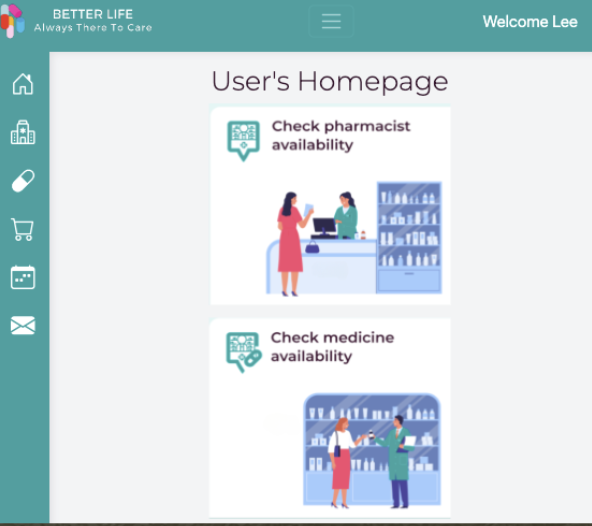 BETTER LIFE
Always There To Care
Welcome Lee
User's Homepage
Check pharmacist
availability
Check medicine
availability